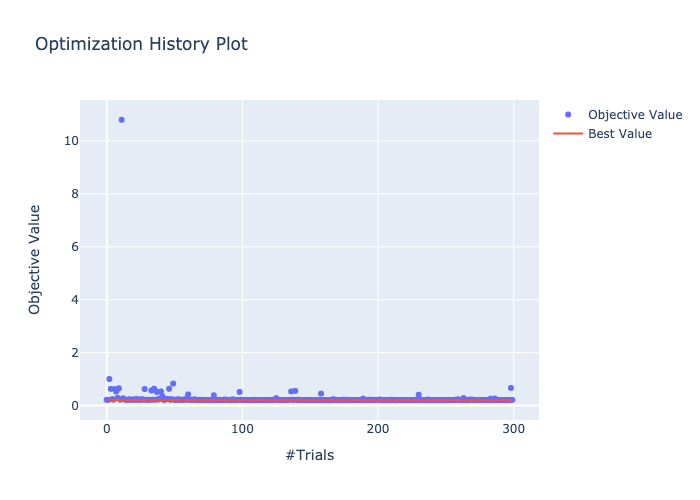 Optimization History Plot
Objective Value
Best Value
10
8
6
4
2
0
Objective Value
0
100
200
300
#Trials